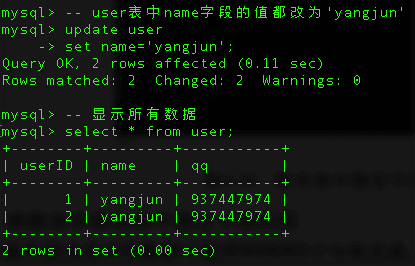 mysql> -- user表中name字段的值都改为'yangjun'
mysql> update user
    -> set name='yangjun';
Query OK, 2 rows affected (0.11 sec)
Rows matched: 2  Changed: 2  Warnings: 0

mysql> -- 显示所有数据
mysql> select * from user;
+--------+---------+-----------+
| userID | name    | qq        |
+--------+---------+-----------+
|      1 | yangjun | 937447974 |
|      2 | yangjun | 937447974 |
+--------+---------+-----------+
2 rows in set (0.00 sec)